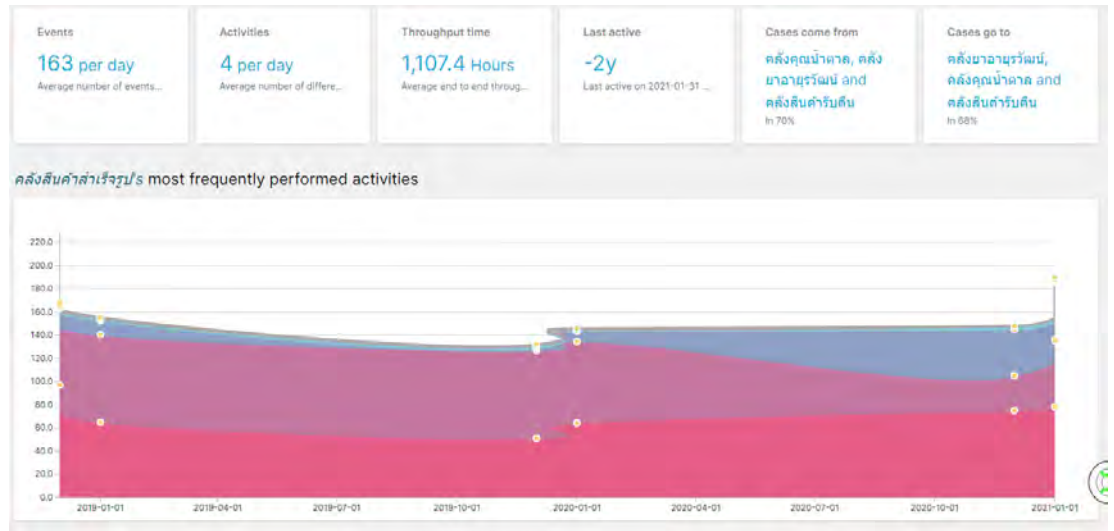 Events
163 per day
Average number of events...
Activities
4 per day
Average number of differe...
Throughput time
1,107.4 Hours
Average end to end throug...
Last active
-2y
Last active on 2021-01-31 ...
Cases come from
คลังคุณน้ำตาล, คลัง
ยาอายุรวัฒน์ and
คลังสินค้ารับคืน
In 70%
Cases go to
คลังยาอายุรวัฒน์,
คลังคุณน้ำตาล and
คลังสินค้ารับคืน
In 68%
คลังสินค้าสำเร็จรูป's most frequently performed activities
220.0
200.0
180.0
160.0
140.0
120.0
100.0
80.0
60.0
40.0
20.0
0.0
2019-01-01 2019-04-01 2019-07-01 2019-10-01 2020-01-01 2020-04-01 2020-07-01 2020-10-01 2021-01-01